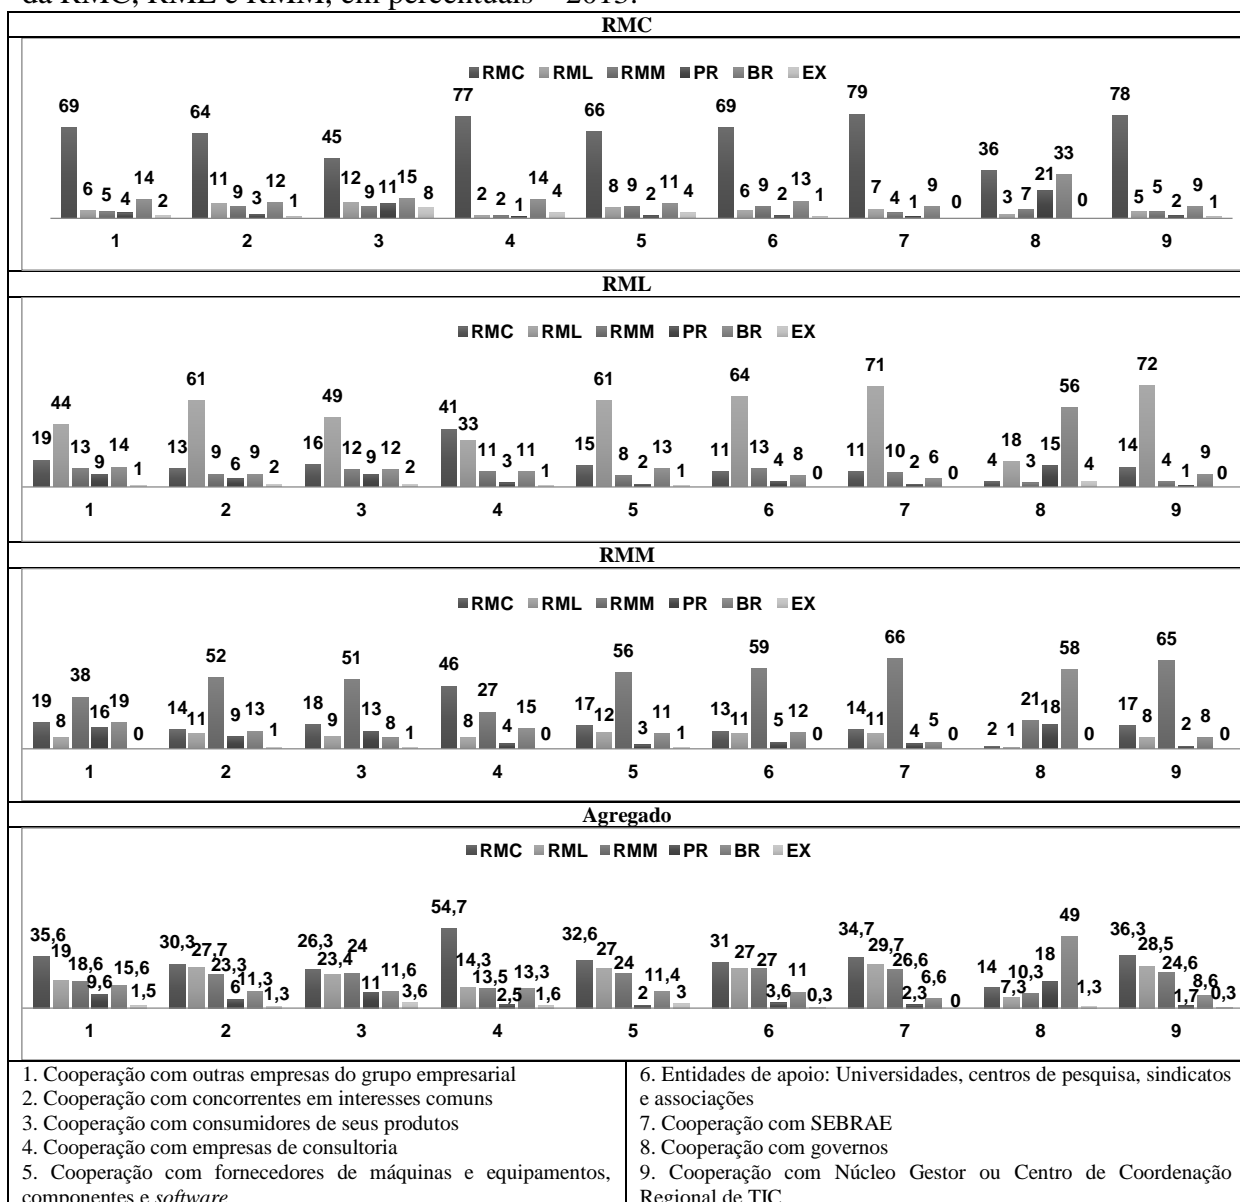 da RMC, RML e RMM, em percentuais – 2013.
RMC
RMC RML RMM PR BR EX
69 6 5 4 14 2
64 11 9 3 12 1
45 12 9 11 15 8
77 2 2 1 14 4
66 8 9 2 11 4
69 6 9 2 13 1
79 7 4 1 9 0
36 3 7 21 33 0
78 5 5 2 9 1
1 2 3 4 5 6 7 8 9
RML
RMC RML RMM PR BR EX
19 44 13 9 14 1
13 61 9 6 9 2
16 49 12 9 12 2
41 33 11 3 11 1
15 61 8 2 13 1
11 64 13 4 8 0
11 71 10 2 6 0
4 18 3 15 56 4
14 72 4 1 9 0
1 2 3 4 5 6 7 8 9
RMM
RMC RML RMM PR BR EX
19 8 38 16 19 0
14 11 52 9 13 1
18 9 51 13 8 1
46 8 27 4 15 0
17 12 56 3 11 1
13 11 59 5 12 0
14 11 66 4 5 0
2 1 21 18 58 0
17 8 65 2 8 0
1 2 3 4 5 6 7 8 9
Agregado
RMC RML RMM PR BR EX
35,6 19 18,6 9,6 15,6 1,5
30,3 27,7 23,3 6 11,3 1,3
26,3 23,4 24 11 11,6 3,6
54,7 14,3 13,5 2,5 13,3 1,6
32,6 27 24 2 11,4 3
31 27 27 3,6 11 0,3
34,7 29,7 26,6 2,3 6,6 0
14 7,3 10,3 18 49 1,3
36,3 28,5 24,6 1,7 8,6 0,3
1 2 3 4 5 6 7 8 9
1. Cooperação com outras empresas do grupo empresarial
2. Cooperação com concorrentes em interesses comuns
3. Cooperação com consumidores de seus produtos
4. Cooperação com empresas de consultoria
5. Cooperação com fornecedores de máquinas e equipamentos,
componentes e software
6. Entidades de apoio: Universidades, centros de pesquisa, sindicatos
e associações
7. Cooperação com SEBRAE
8. Cooperação com governos
9. Cooperação com Núcleo Gestor ou Centro de Coordenação
Regional de TIC